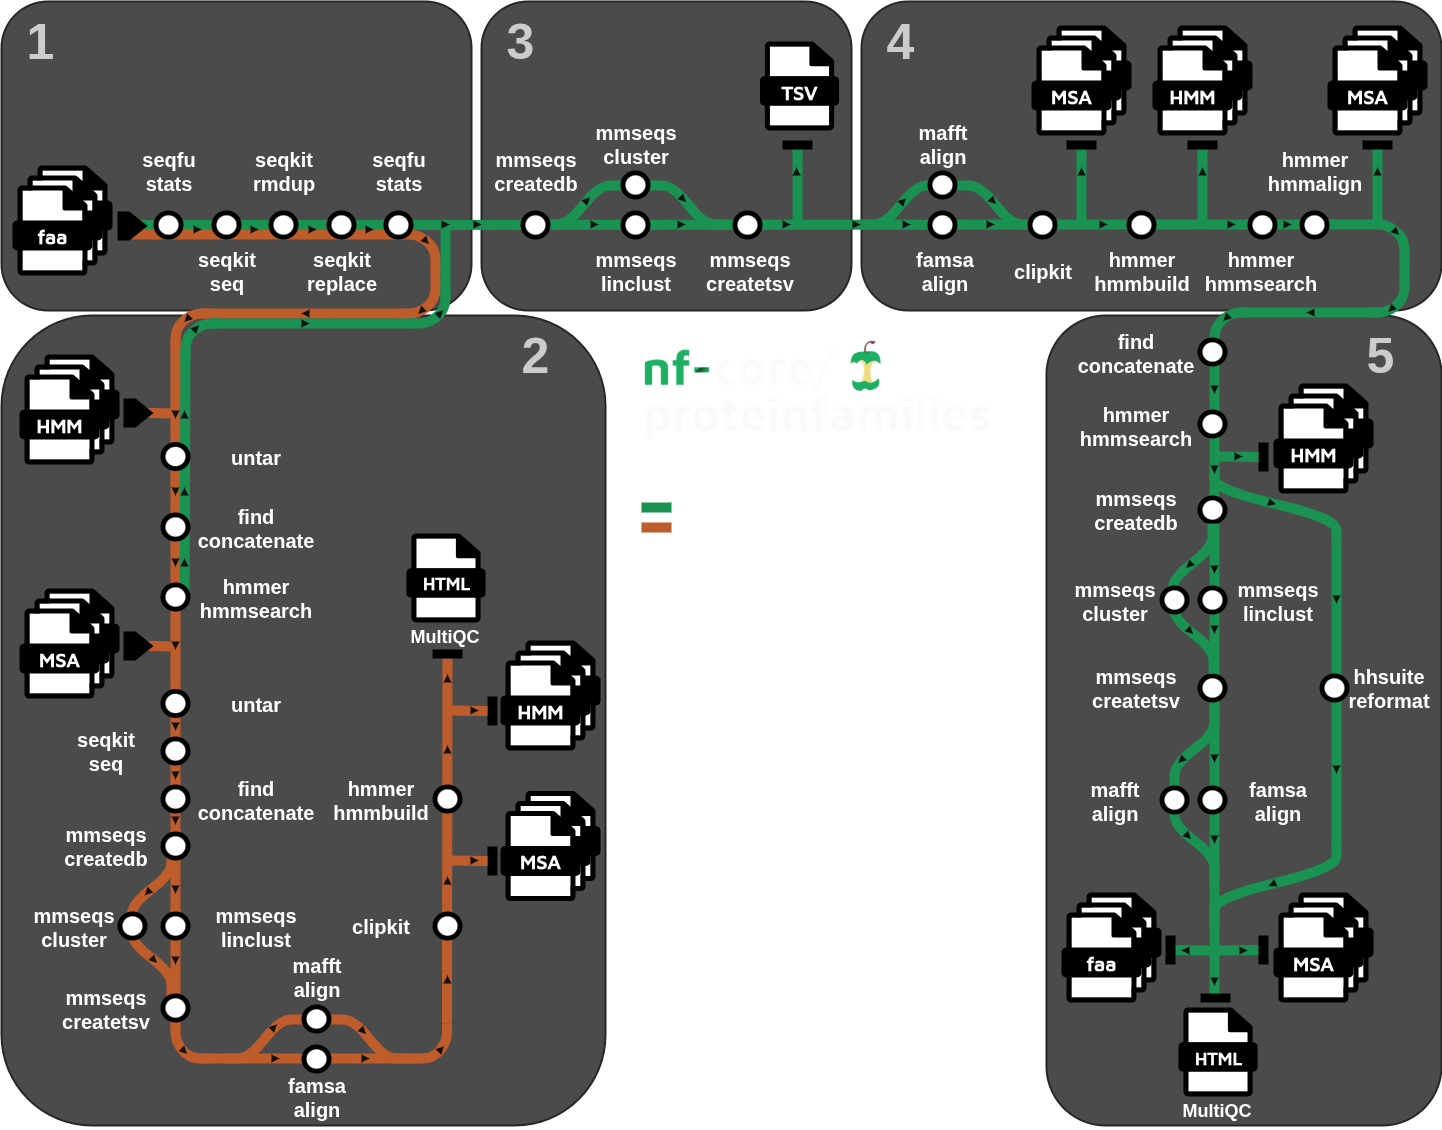 1
seqfu
stats
seqkit
rmdup
seqfu
stats
faa
seqkit
seq
seqkit
replace
3
TSV
mmseqs
createdb
mmseqs
cluster
mmseqs
linclust
mmseqs
createtsv
4
MSA
HMM
MSA
mafft
align
hmmer
hmmalign
famsa
align
clipkit
hmmer
hmmbuild
hmmer
hmmsearch
2
HMM
untar
find
concatenate
hmmer
hmmsearch
MSA
untar
seqkit
seq
find
concatenate
mmseqs
createdb
mmseqs
cluster
mmseqs
linclust
mmseqs
createtsv
mafft
align
famsa
align
clipkit
MSA
hmmer
hmmbuild
HMM
HTML
MultiQC
nf-core/
proteinfamilies
5
find
concatenate
hmmer
hmmsearch
HMM
mmseqs
createdb
mmseqs
cluster
mmseqs
linclust
mmseqs
createtsv
hhsuite
reformat
mafft
align
famsa
align
faa
MSA
HTML
MultiQC